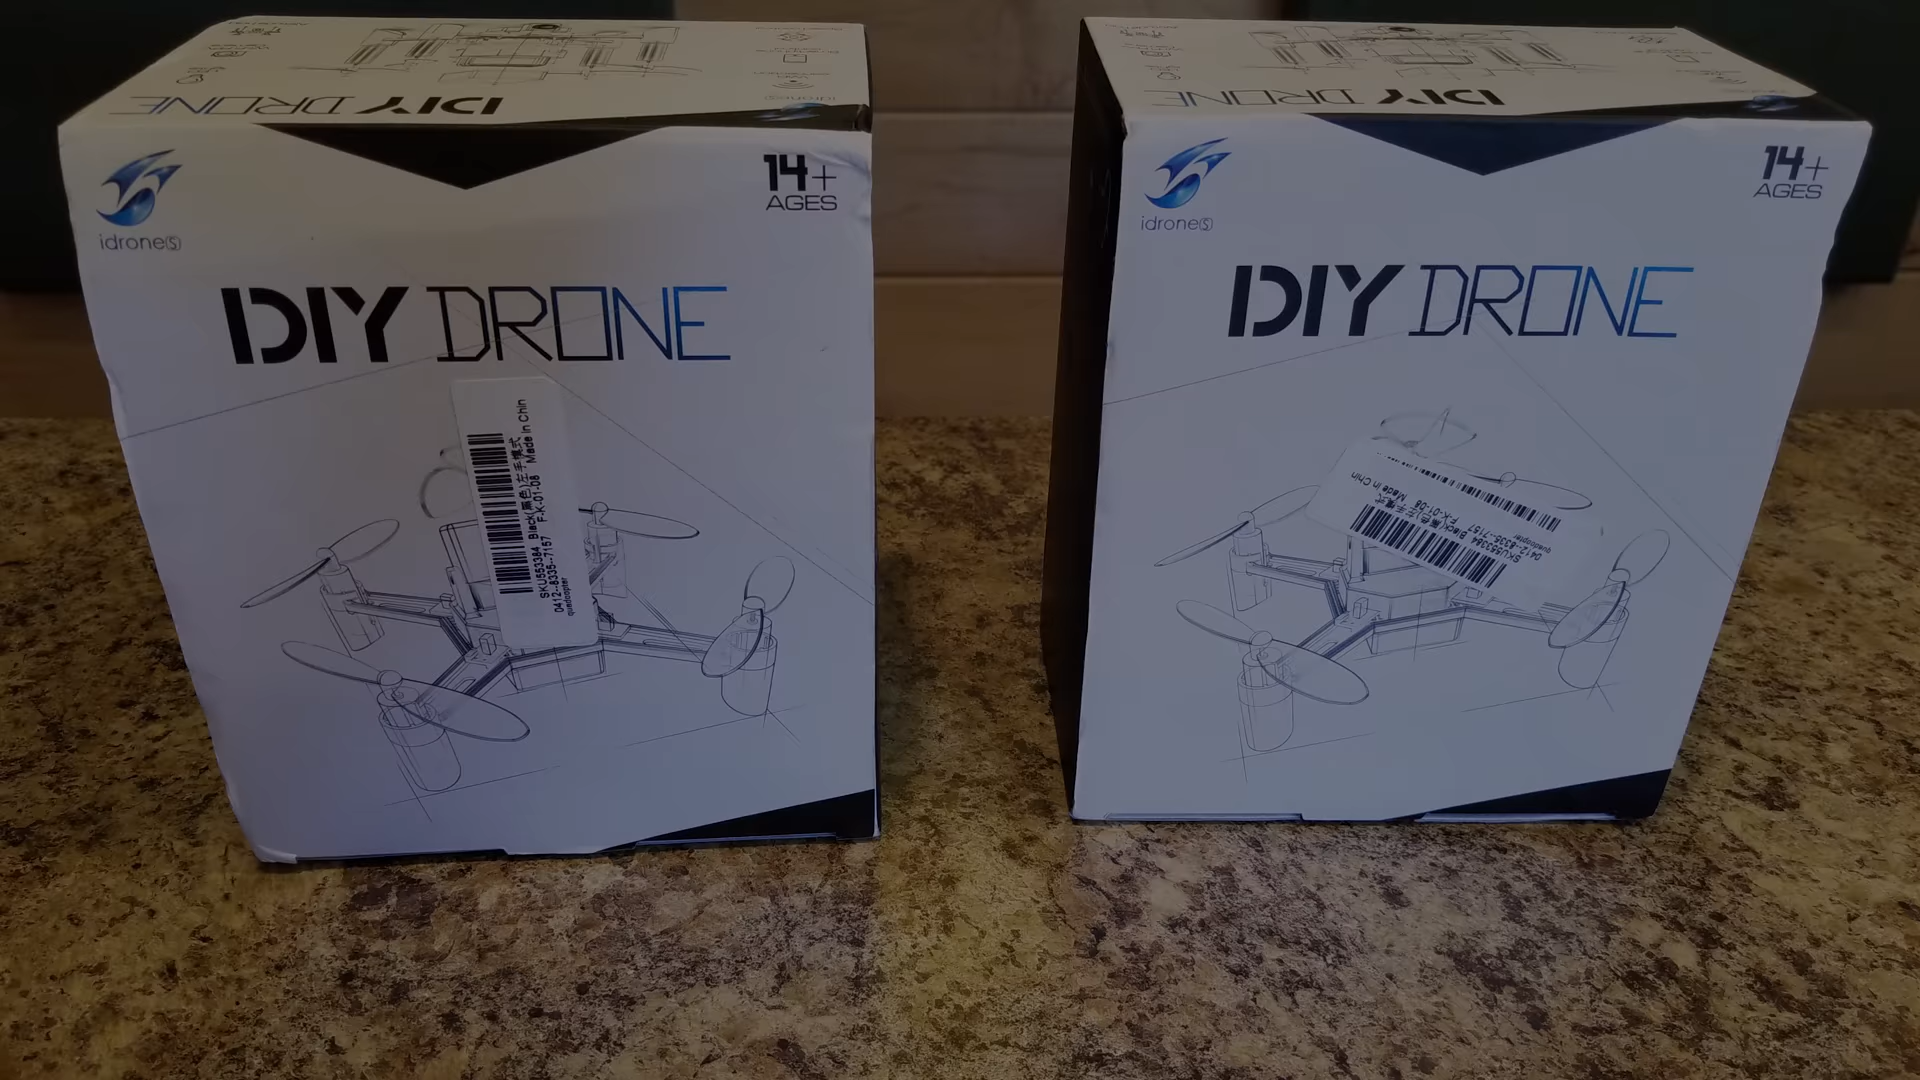 DIY DRONE
idrone(s)
14+
AGES
DIY DRONE
SKU553384 Black(黑色)左手模式
0412--8335--7157 F-K-01-08 Made in Chin
quadcopter
DIY DRONE
idrone(s)
14+
AGES
DIY DRONE
SKU553384 Black(黑色)左手模式
0412--8335--7157 F-K-01-08 Made in Chin
quadcopter